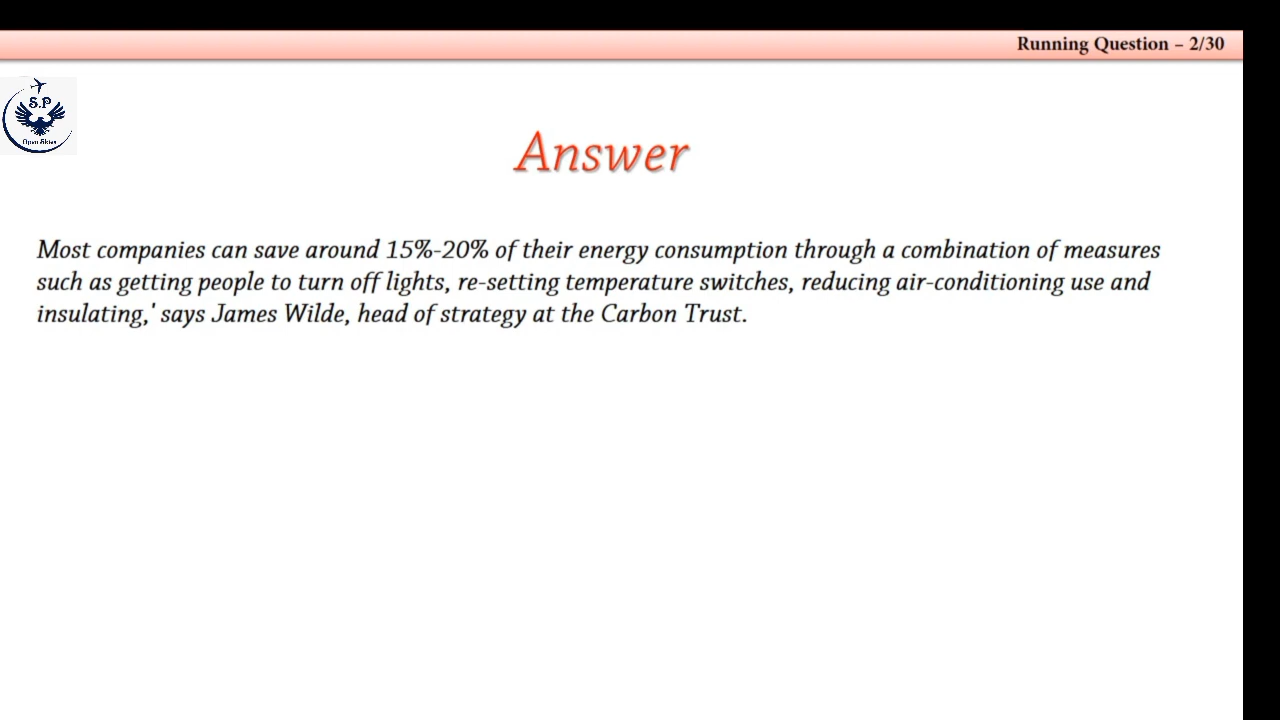 Running Question – 2/30
S.P
Open Skies
Answer
Most companies can save around 15%-20% of their energy consumption through a combination of measures
such as getting people to turn off lights, re-setting temperature switches, reducing air-conditioning use and
insulating,' says James Wilde, head of strategy at the Carbon Trust.